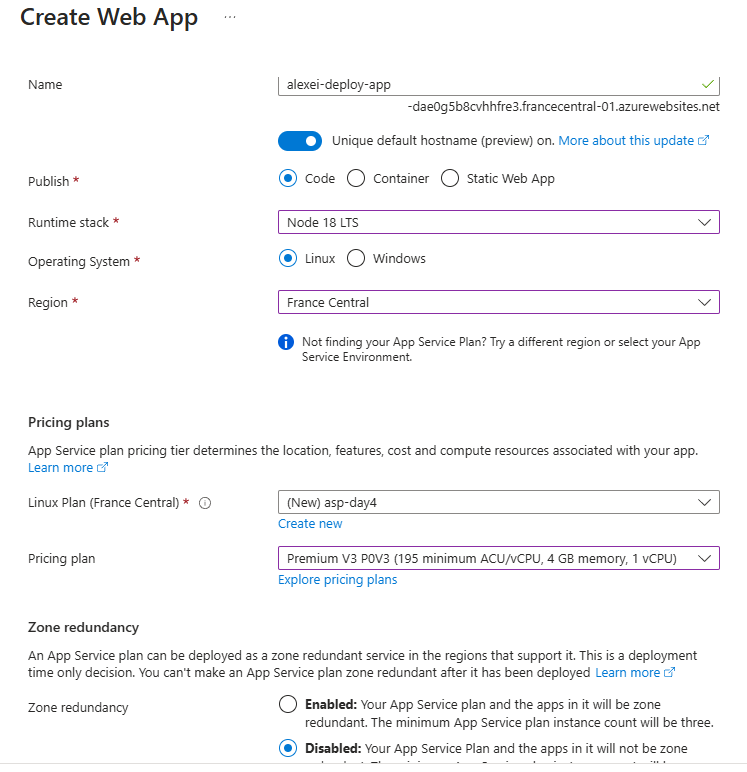 Create Web App ...
Name
alexei-deploy-app
-dae0g5b8cvhhfre3.francecentral-01.azurewebsites.net
Unique default hostname (preview) on. More about this update
Publish *
Code Container Static Web App
Runtime stack *
Node 18 LTS
Operating System *
Linux Windows
Region *
France Central
Not finding your App Service Plan? Try a different region or select your App
Service Environment.
Pricing plans
App Service plan pricing tier determines the location, features, cost and compute resources associated with your app.
Learn more
Linux Plan (France Central) *
(New) asp-day4
Create new
Pricing plan
Premium V3 P0V3 (195 minimum ACU/vCPU, 4 GB memory, 1 vCPU)
Explore pricing plans
Zone redundancy
An App Service plan can be deployed as a zone redundant service in the regions that support it. This is a deployment
time only decision. You can't make an App Service plan zone redundant after it has been deployed Learn more
Zone redundancy
Enabled: Your App Service plan and the apps in it will be zone
redundant. The minimum App Service plan instance count will be three.
Disabled: Your App Service Plan and the apps in it will not be zone